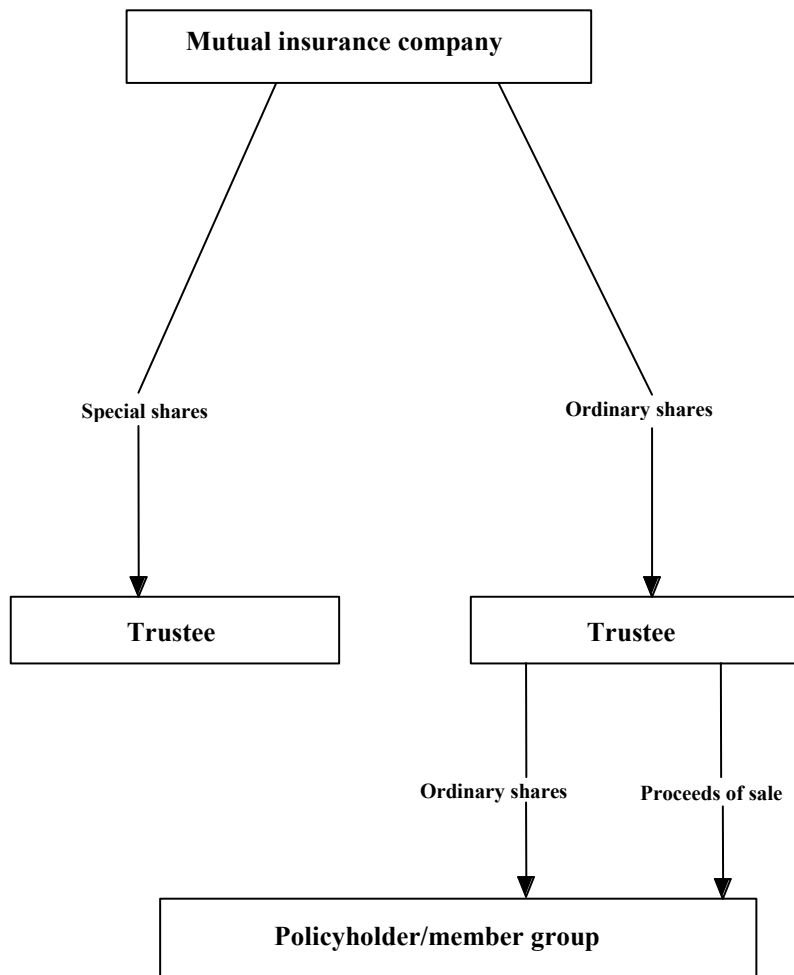 Mutual insurance company
Special shares
Ordinary shares
Trustee
Trustee
Ordinary shares
Proceeds of sale
Policyholder/member group